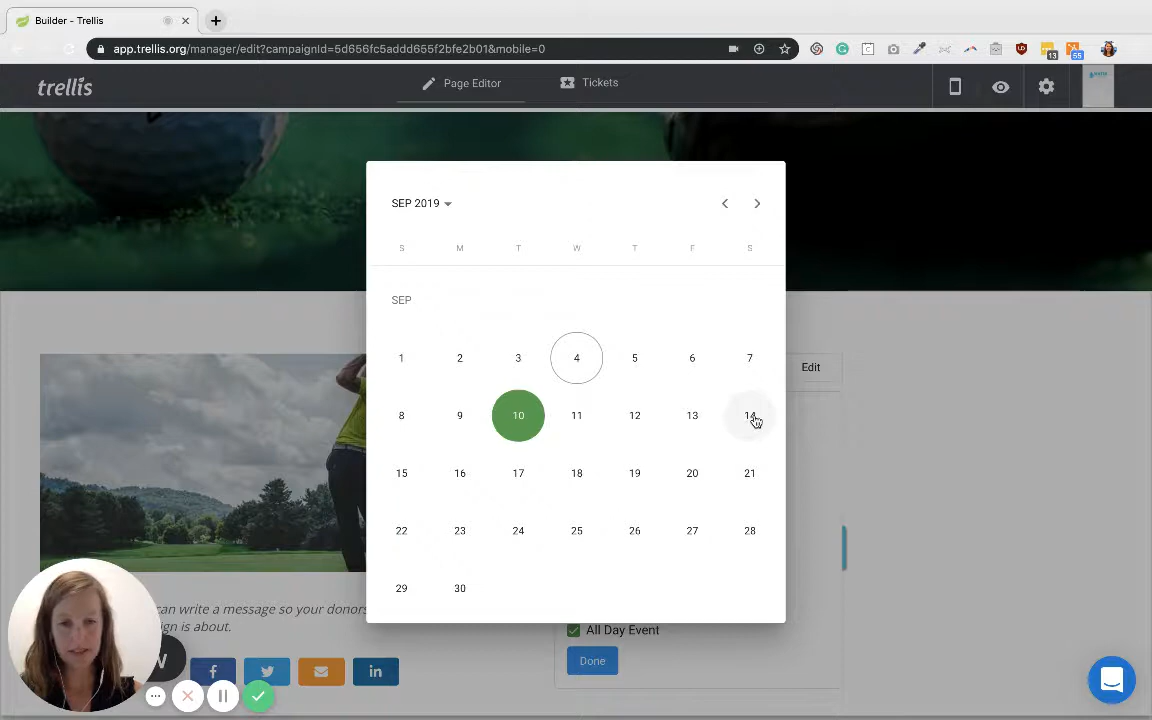 Builder - Trellis
app.trellis.org/manager/edit?campaignId=5d656fc5addd655f2bfe2b01&mobile=0
13
55
trellis
Page Editor
Tickets
SEP 2019
S M T W T F S
SEP
1 2 3 4 5 6 7
8 9 10 11 12 13 14
15 16 17 18 19 20 21
22 23 24 25 26 27 28
29 30
Edit
can write a message so your donors
ign is about.
All Day Event
Done